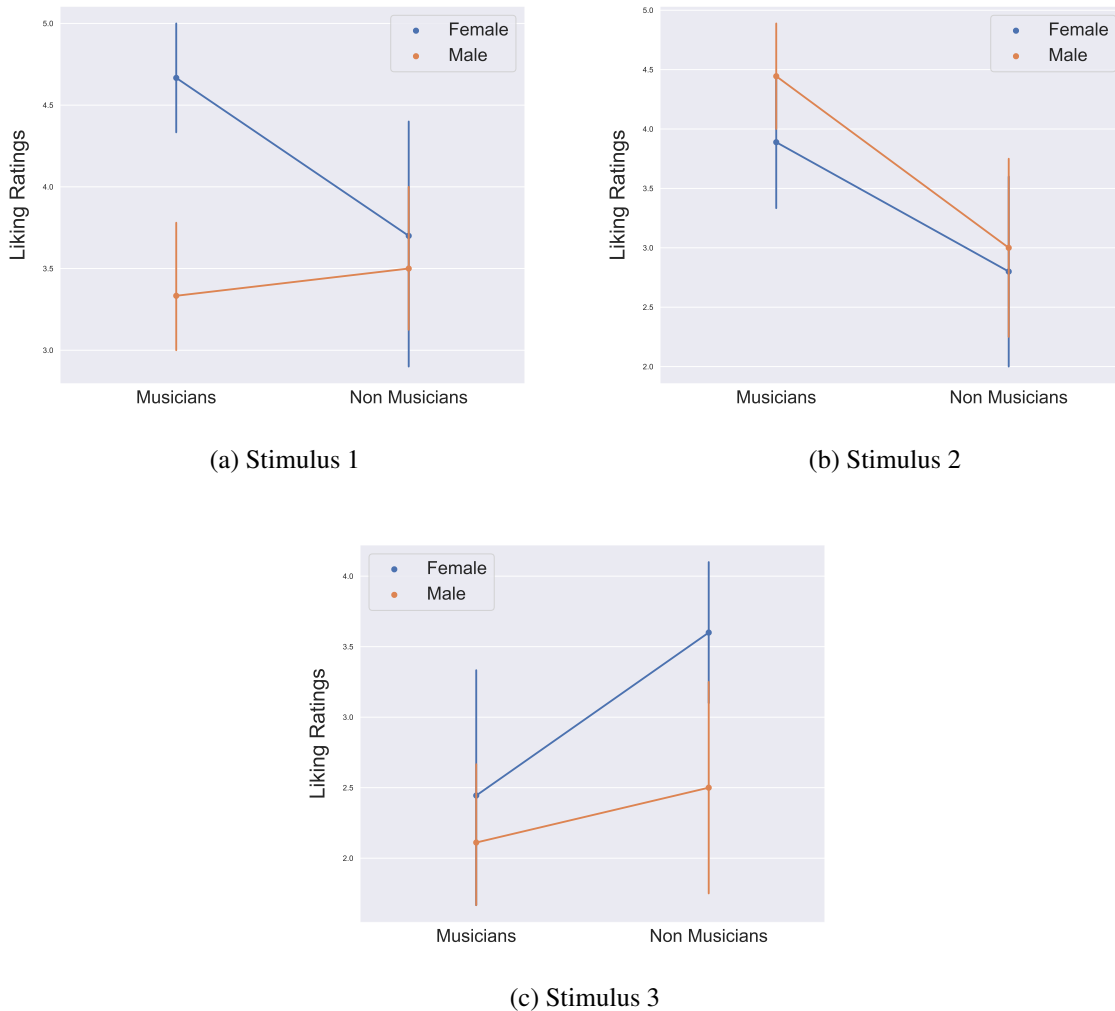 5.0
4.5
4.0
3.5
3.0
Liking Ratings
Female
Male
Musicians
Non Musicians
(a) Stimulus 1
5.0
4.5
4.0
3.5
3.0
2.5
2.0
Liking Ratings
Female
Male
Musicians
Non Musicians
(b) Stimulus 2
4.0
3.5
3.0
2.5
2.0
Liking Ratings
Female
Male
Musicians
Non Musicians
(c) Stimulus 3